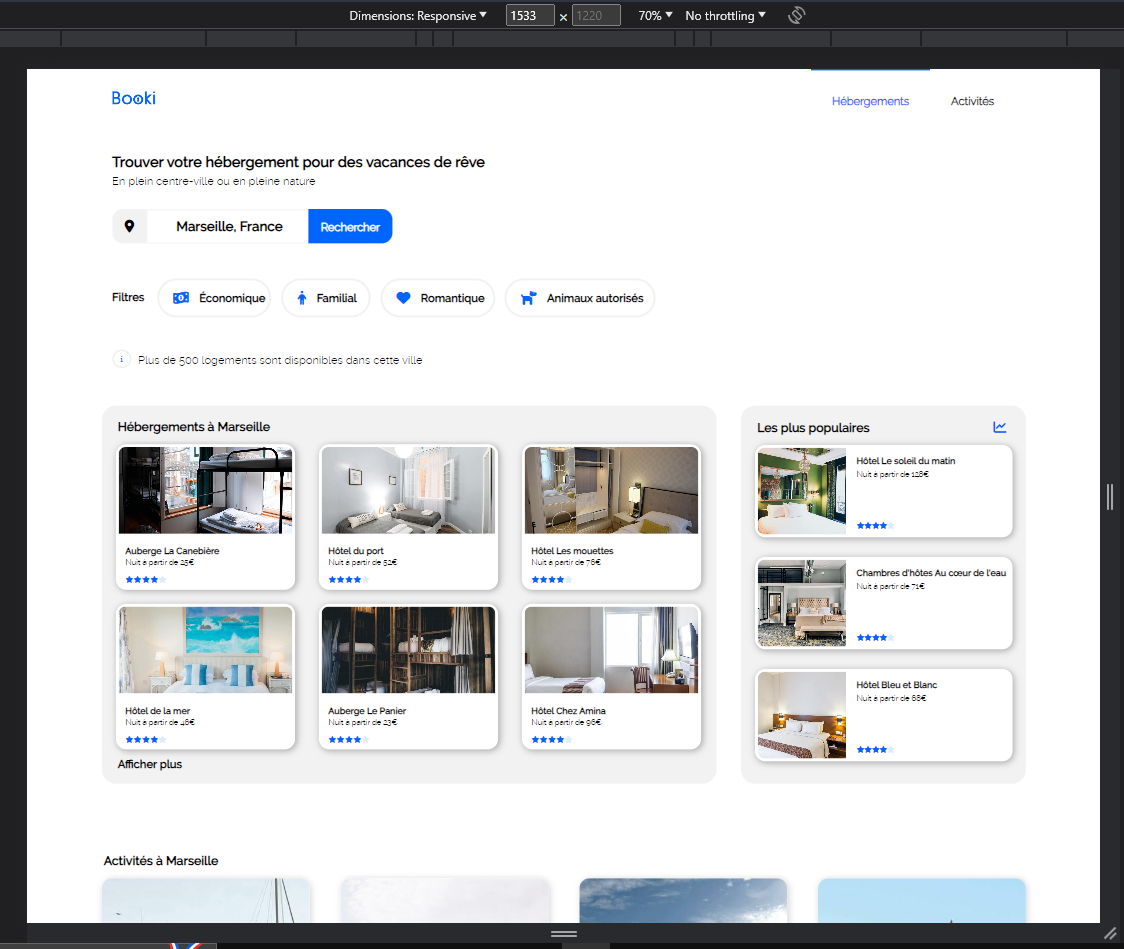 Dimensions: Responsive
1533 × 1220
70%
No throttling
Booki
Hébergements
Activités
Trouver votre hébergement pour des vacances de rêve
En plein centre-ville ou en pleine nature
Marseille, France
Rechercher
Filtres
Économique
Familial
Romantique
Animaux autorisés
i Plus de 500 logements sont disponibles dans cette ville
Hébergements à Marseille
Auberge La Canebière
Nuit à partir de 25€
Hôtel du port
Nuit à partir de 52€
Hôtel Les mouettes
Nuit à partir de 76€
Hôtel de la mer
Nuit à partir de 46€
Auberge Le Panier
Nuit à partir de 23€
Hôtel Chez Amina
Nuit à partir de 96€
Afficher plus
Les plus populaires
Hôtel Le soleil du matin
Nuit à partir de 128€
Chambres d'hôtes Au cœur de l'eau
Nuit à partir de 71€
Hôtel Bleu et Blanc
Nuit à partir de 68€
Activités à Marseille